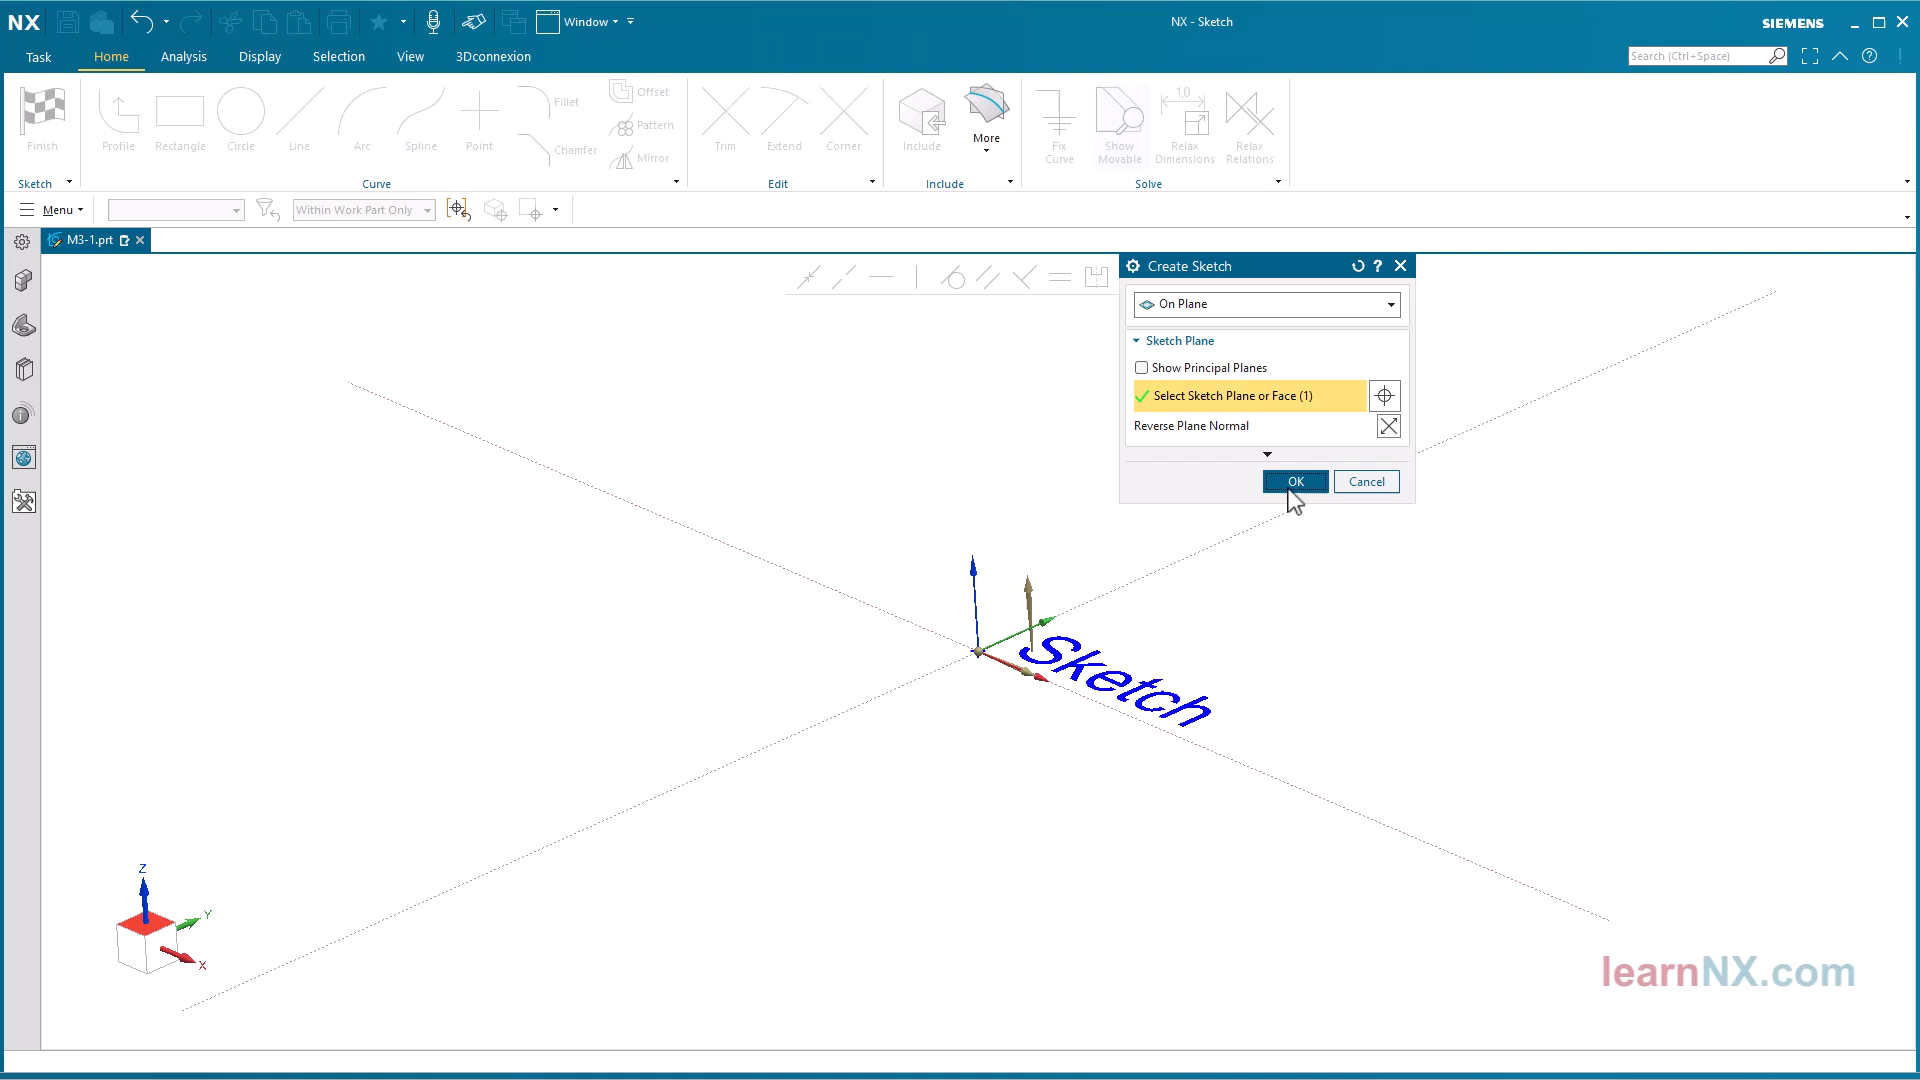 NX
Window
NX - Sketch
SIEMENS
Task
Home
Analysis
Display
Selection
View
3Dconnexion
Search (Ctrl+Space)
Finish
Profile
Rectangle
Circle
Line
Arc
Spline
Point
Fillet
Chamfer
Offset
Pattern
Mirror
Trim
Extend
Corner
Include
More
Fix
Curve
Show
Movable
1,0
Relax
Dimensions
Relax
Relations
Sketch
Curve
Edit
Include
Solve
Menu
Within Work Part Only
M3-1.prt
Create Sketch
On Plane
Sketch Plane
Show Principal Planes
Select Sketch Plane or Face (1)
Reverse Plane Normal
OK
Cancel
Sketch
Z
Y
X
learnNX.com